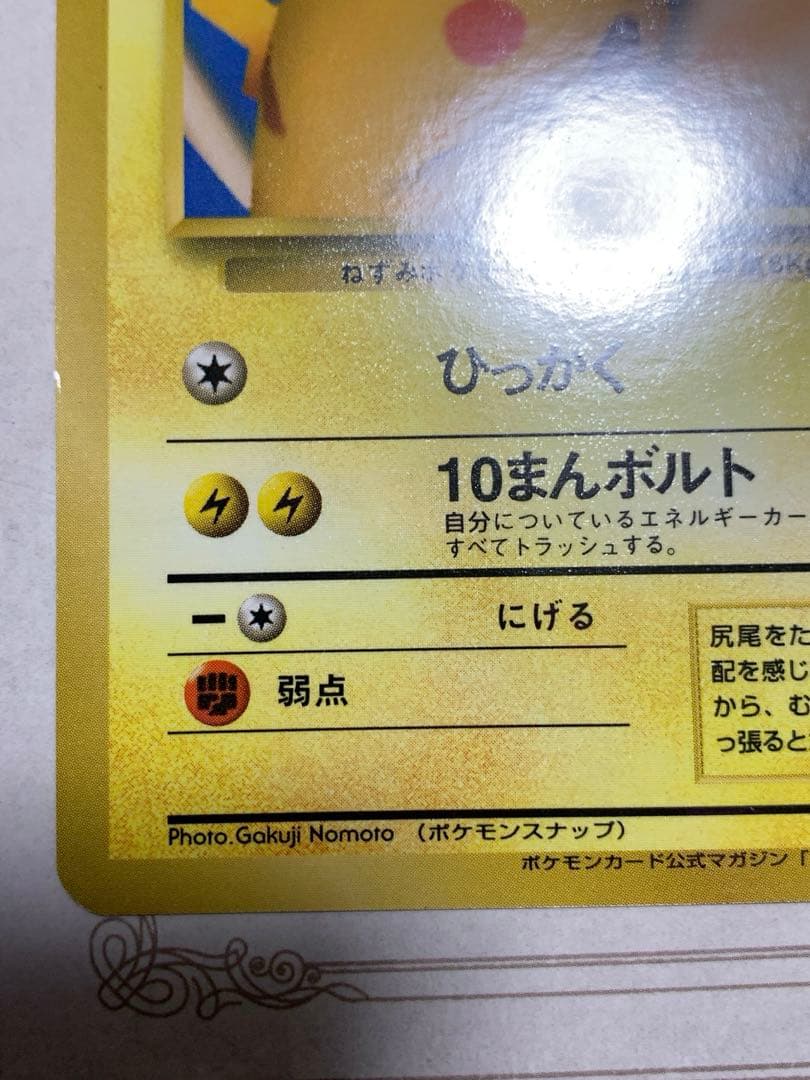 ねずみポケ
ひっかく
10まんボルト
自分についているエネルギーカー
すべてトラッシュする。
にげる
弱点
尻尾をた
配を感じ
から、む
っ張ると
Photo.Gakuji Nomoto （ポケモンスナップ）
ポケモンカード公式マガジン「